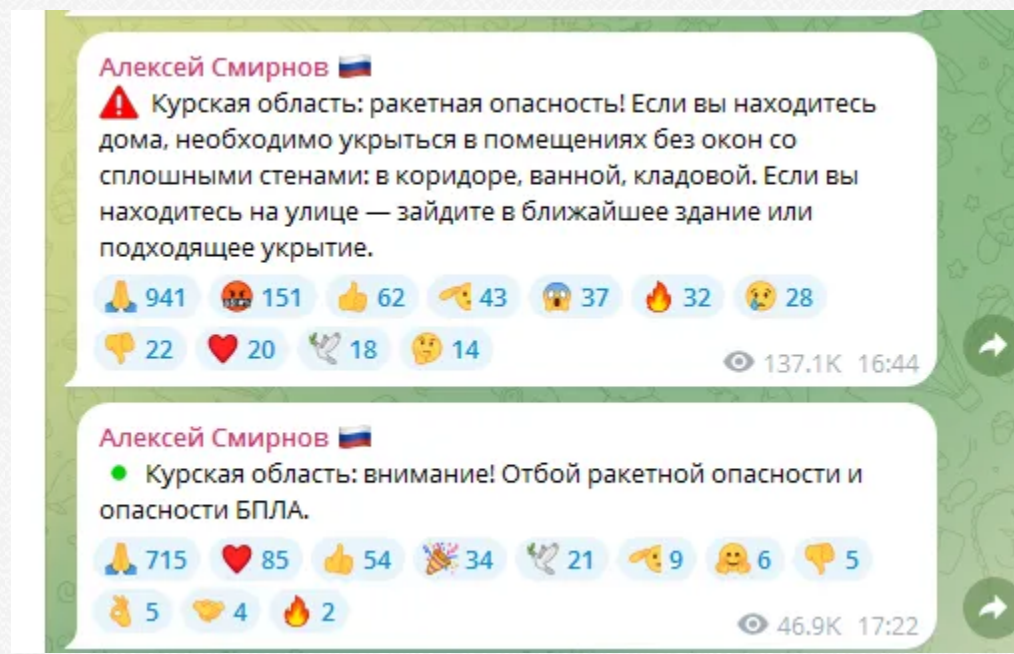 Алексей Смирнов 🇷🇺
⚠️ Курская область: ракетная опасность! Если вы находитесь
дома, необходимо укрыться в помещениях без окон со
сплошными стенами: в коридоре, ванной, кладовой. Если вы
находитесь на улице — зайдите в ближайшее здание или
подходящее укрытие.
🙏 941 🤬 151 👍 62 🫡 43 😱 37 🔥 32 😢 28
👎 22 ❤️ 20 🕊 18 🤔 14
137.1K 16:44
Алексей Смирнов 🇷🇺
🟢 Курская область: внимание! Отбой ракетной опасности и
опасности БПЛА.
🙏 715 ❤️ 85 👍 54 🎉 34 🕊 21 🫡 9 🤗 6 👎 5
👌 5 🤝 4 🔥 2
46.9K 17:22